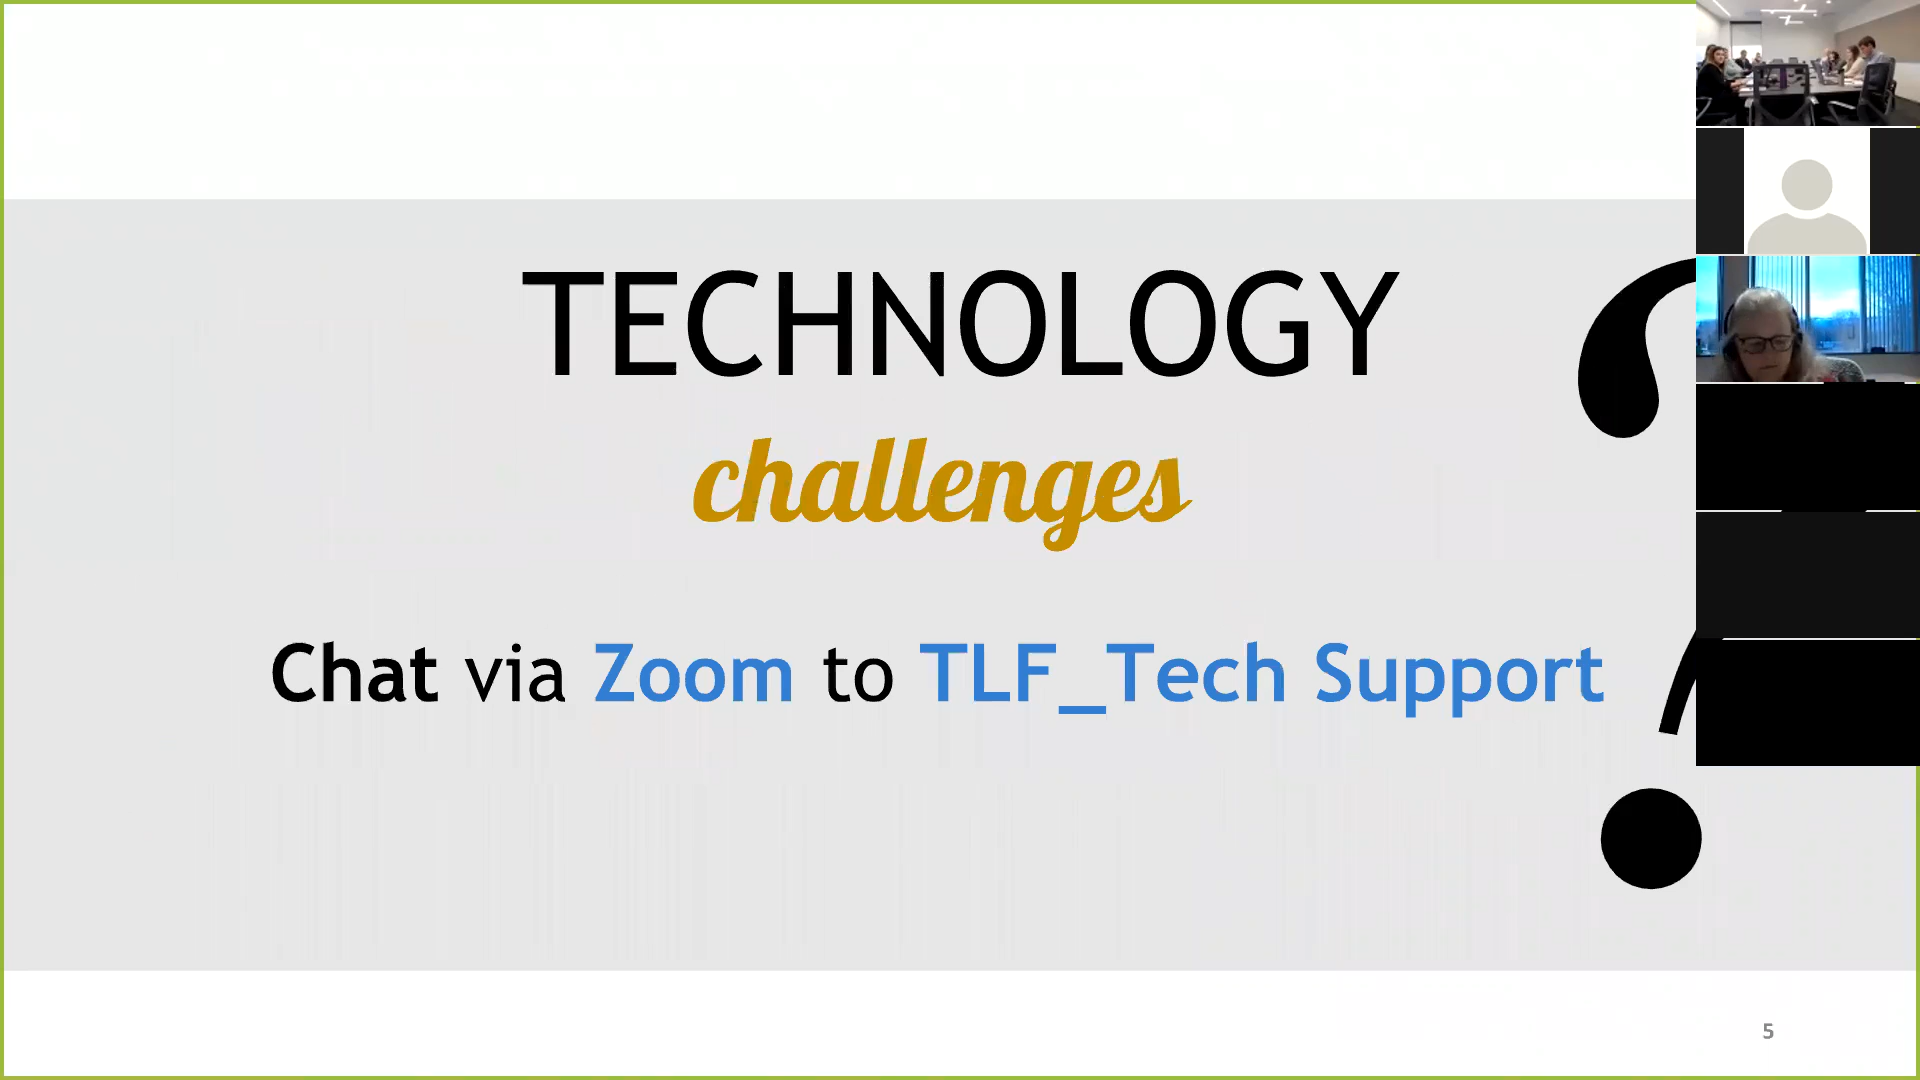 TECHNOLOGY
challenges
?
Chat via Zoom to TLF_Tech Support
5